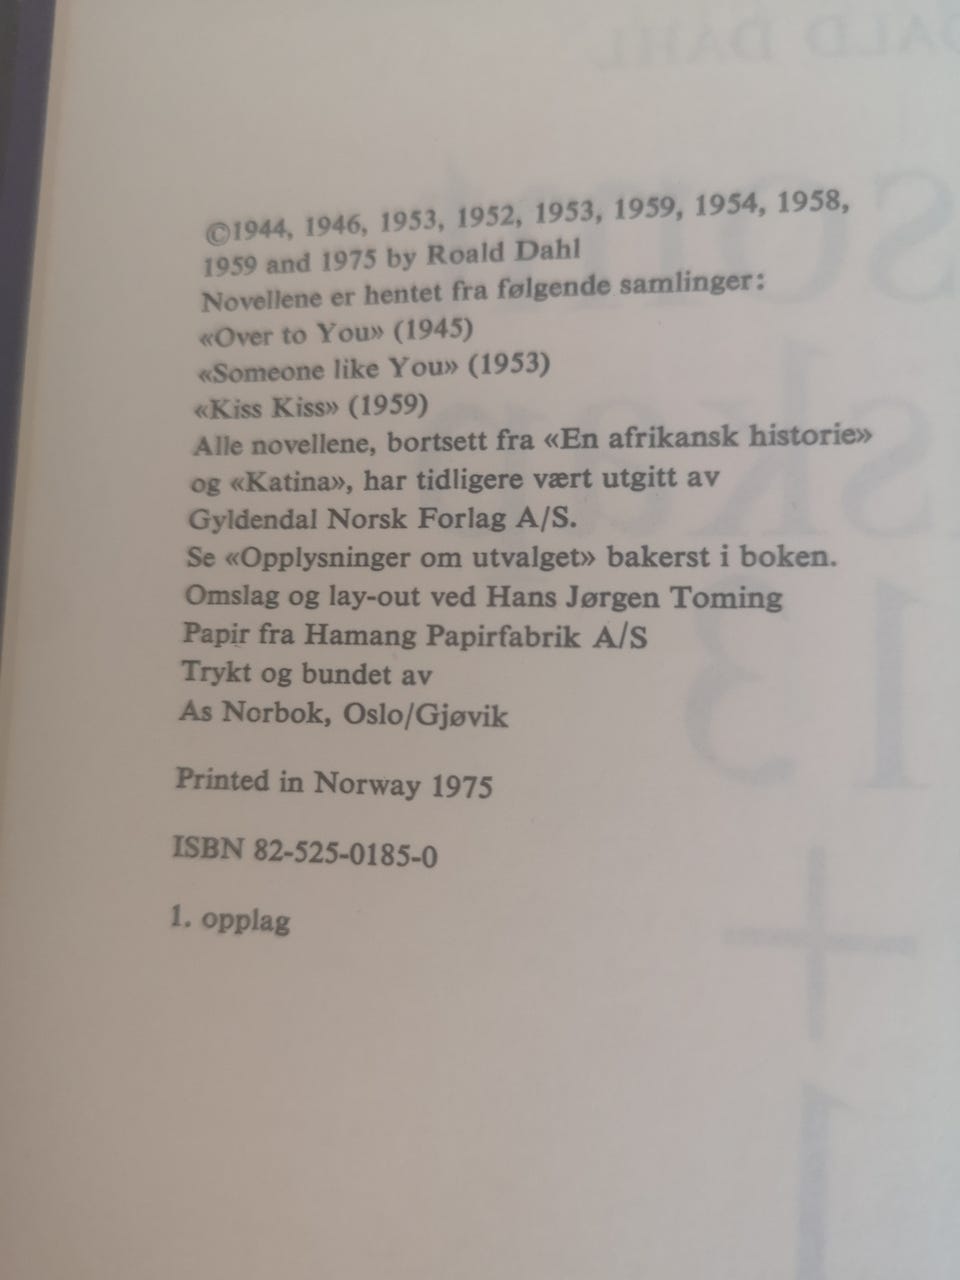 ©1944, 1946, 1953, 1952, 1953, 1959, 1954, 1958,
1959 and 1975 by Roald Dahl
Novellene er hentet fra følgende samlinger:
«Over to You» (1945)
«Someone like You» (1953)
«Kiss Kiss» (1959)
Alle novellene, bortsett fra «En afrikansk historie»
og «Katina», har tidligere vært utgitt av
Gyldendal Norsk Forlag A/S.
Se «Opplysninger om utvalget» bakerst i boken.
Omslag og lay-out ved Hans Jørgen Toming
Papir fra Hamang Papirfabrik A/S
Trykt og bundet av
As Norbok, Oslo/Gjøvik
Printed in Norway 1975
ISBN 82-525-0185-0
1. opplag